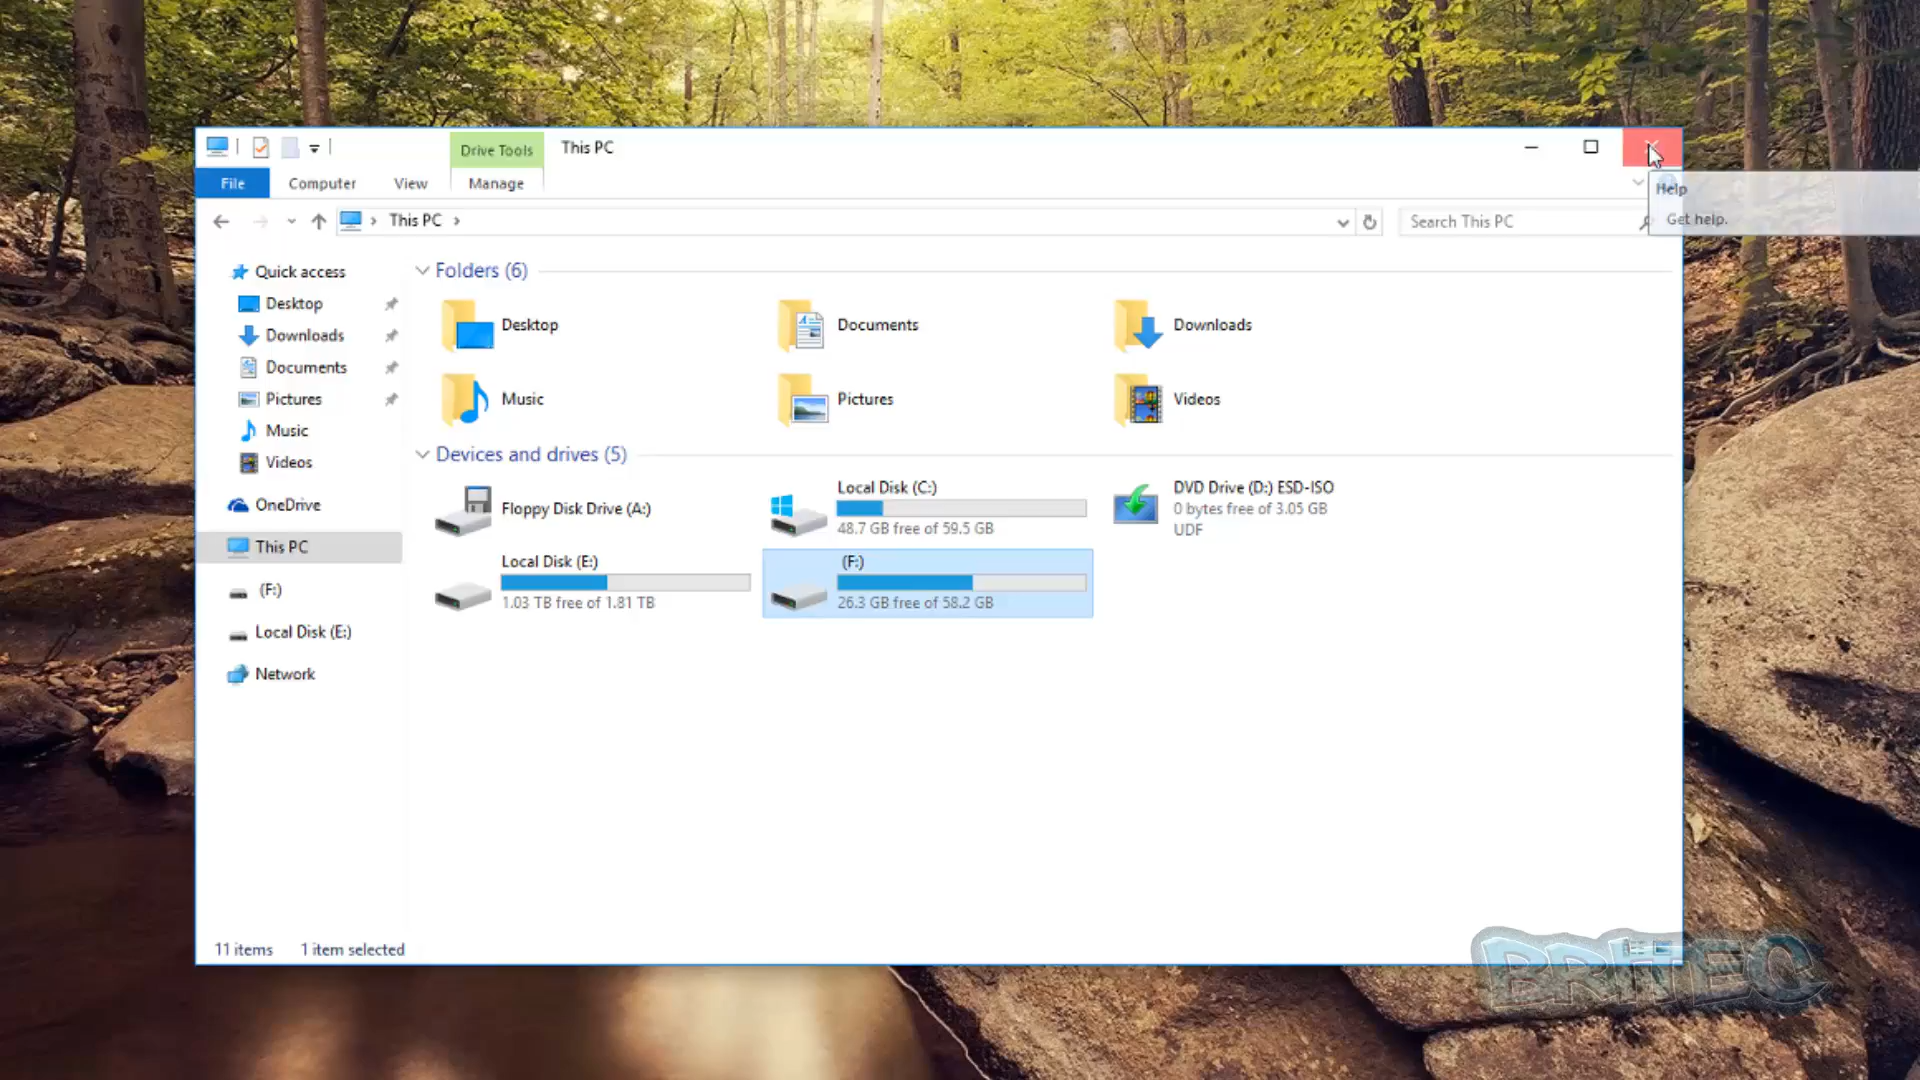 Drive Tools
This PC
File
Computer
View
Manage
Help
Get help.
This PC
Search This PC
Quick access
Desktop
Downloads
Documents
Pictures
Music
Videos
OneDrive
This PC
(F:)
Local Disk (E:)
Network
Folders (6)
Desktop
Documents
Downloads
Music
Pictures
Videos
Devices and drives (5)
Floppy Disk Drive (A:)
Local Disk (C:)
48.7 GB free of 59.5 GB
DVD Drive (D:) ESD-ISO
0 bytes free of 3.05 GB
UDF
Local Disk (E:)
1.03 TB free of 1.81 TB
(F:)
26.3 GB free of 58.2 GB
11 items
1 item selected
BRITEC